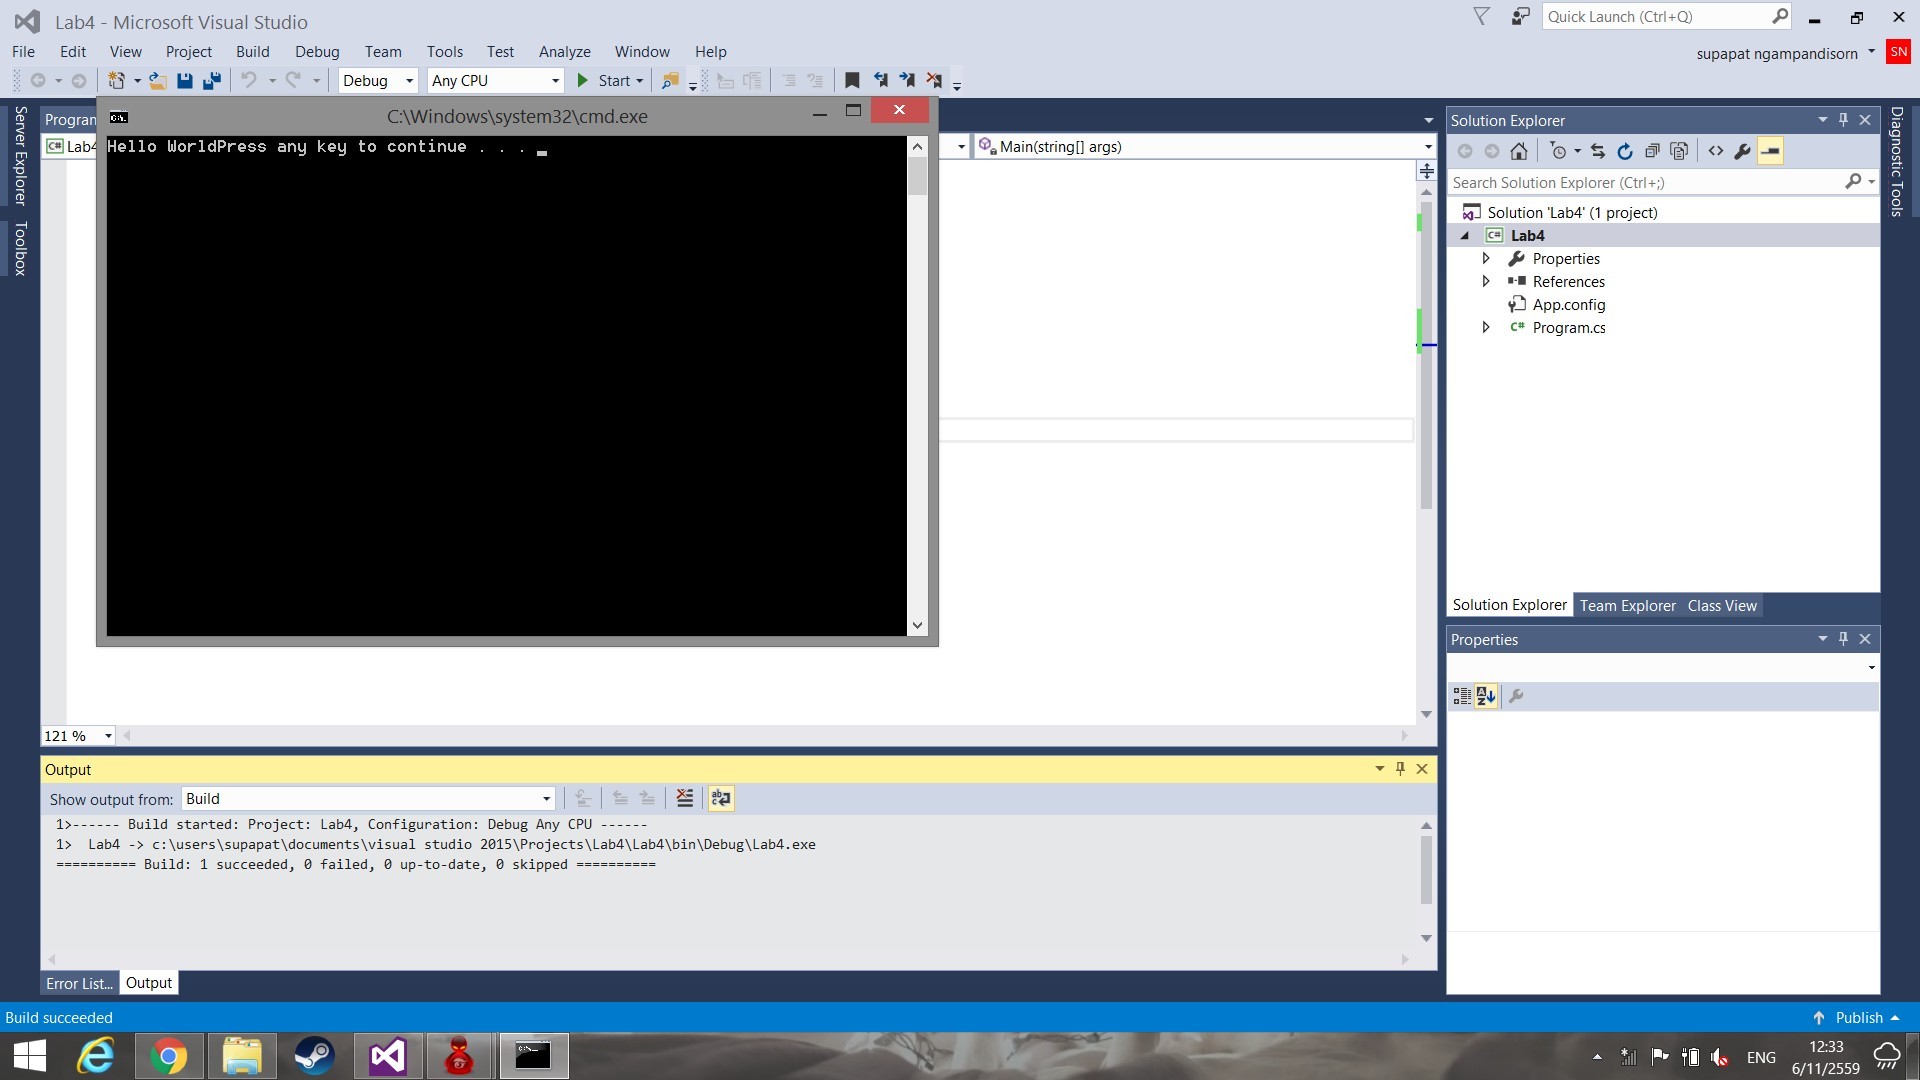 Lab4 - Microsoft Visual Studio
Quick Launch (Ctrl+Q)
File Edit View Project Build Debug Team Tools Test Analyze Window Help
supapat ngampandisorn SN
Debug Any CPU Start
Server Explorer
Toolbox
Program
Lab4
Main(string[] args)
C:\Windows\system32\cmd.exe
Hello WorldPress any key to continue . . .
121 %
Solution Explorer
Search Solution Explorer (Ctrl+;)
Solution 'Lab4' (1 project)
C# Lab4
Properties
References
App.config
C# Program.cs
Solution Explorer Team Explorer Class View
Properties
Diagnostic Tools
Output
Show output from: Build
1>------ Build started: Project: Lab4, Configuration: Debug Any CPU ------
1>  Lab4 -> c:\users\supapat\documents\visual studio 2015\Projects\Lab4\Lab4\bin\Debug\Lab4.exe
========== Build: 1 succeeded, 0 failed, 0 up-to-date, 0 skipped ==========
Error List... Output
Build succeeded
Publish
ENG
12:33
6/11/2559